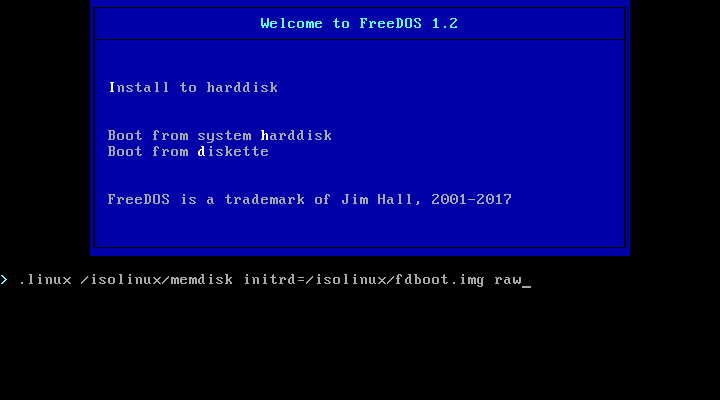 Welcome to FreeDOS 1.2
Install to harddisk
Boot from system harddisk
Boot from diskette
FreeDOS is a trademark of Jim Hall, 2001-2017
> .linux /isolinux/memdisk initrd=/isolinux/fdboot.img raw_